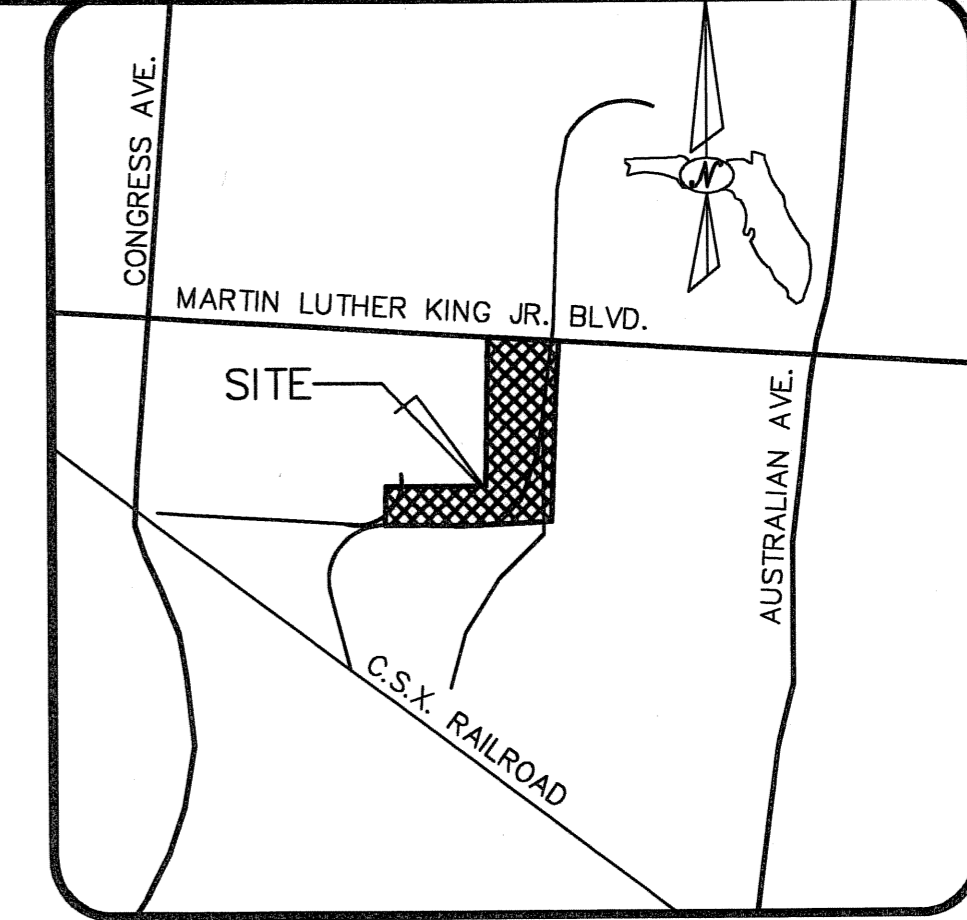 CONGRESS AVE.
N
MARTIN LUTHER KING JR. BLVD.
SITE
AUSTRALIAN AVE.
C.S.X. RAILROAD